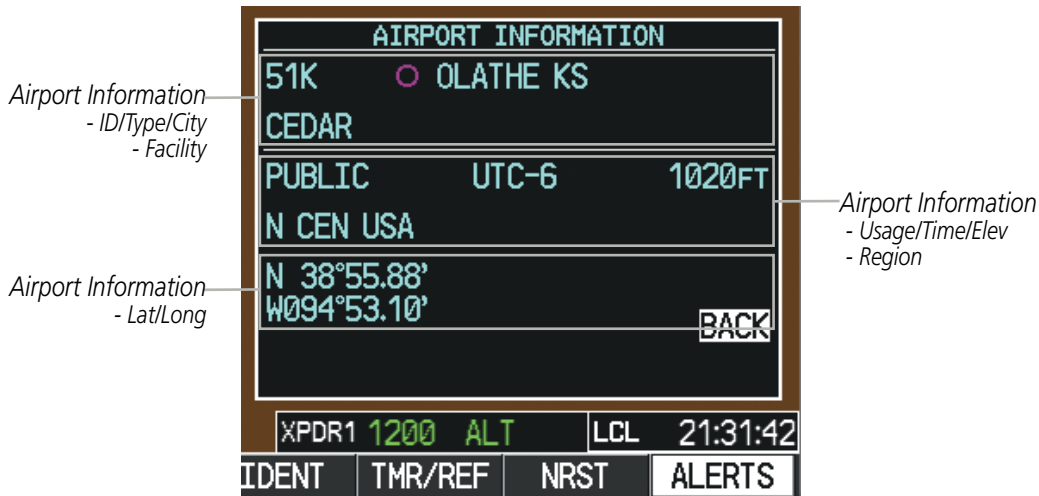 AIRPORT INFORMATION
51K OLATHE KS
CEDAR
Airport Information
- ID/Type/City
- Facility
PUBLIC UTC-6 1020FT
N CEN USA
Airport Information
- Usage/Time/Elev
- Region
N 38°55.88'
W094°53.10'
Airport Information
- Lat/Long
BACK
XPDR1 1200 ALT LCL 21:31:42
IDENT TMR/REF NRST ALERTS